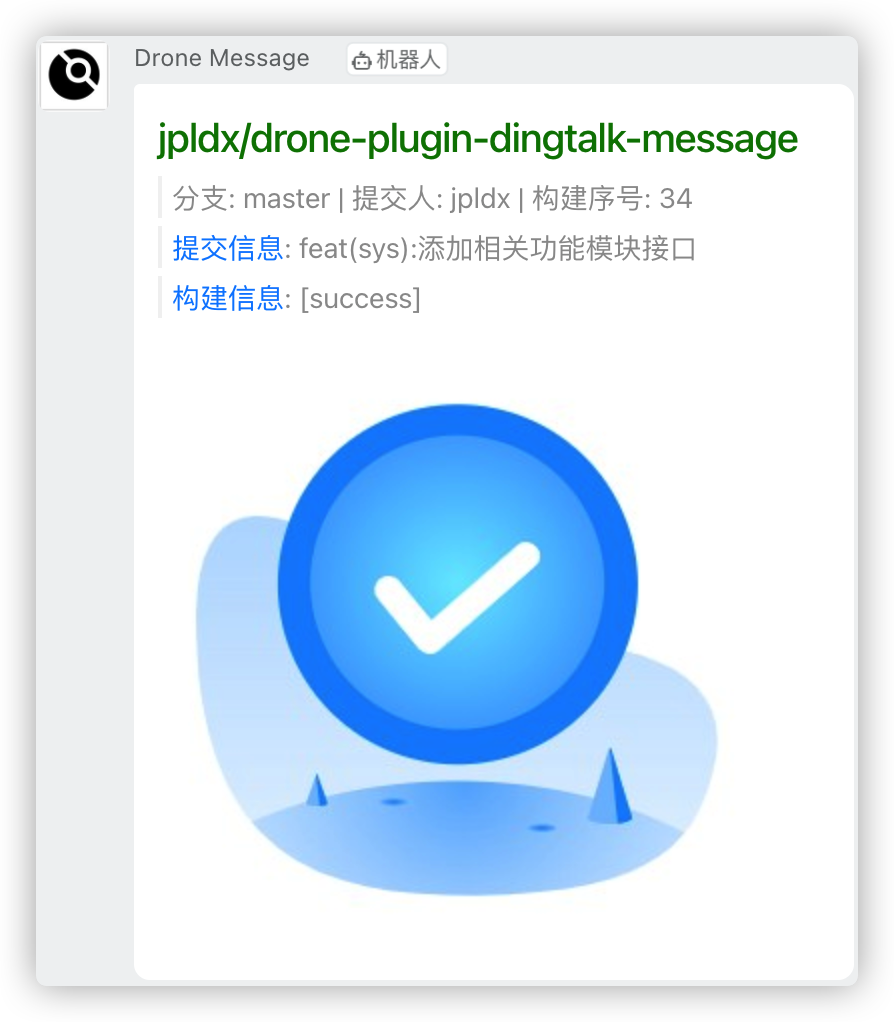 Drone Message 机器人
jpldx/drone-plugin-dingtalk-message
分支: master | 提交人: jpldx | 构建序号: 34
提交信息: feat(sys):添加相关功能模块接口
构建信息: [success]